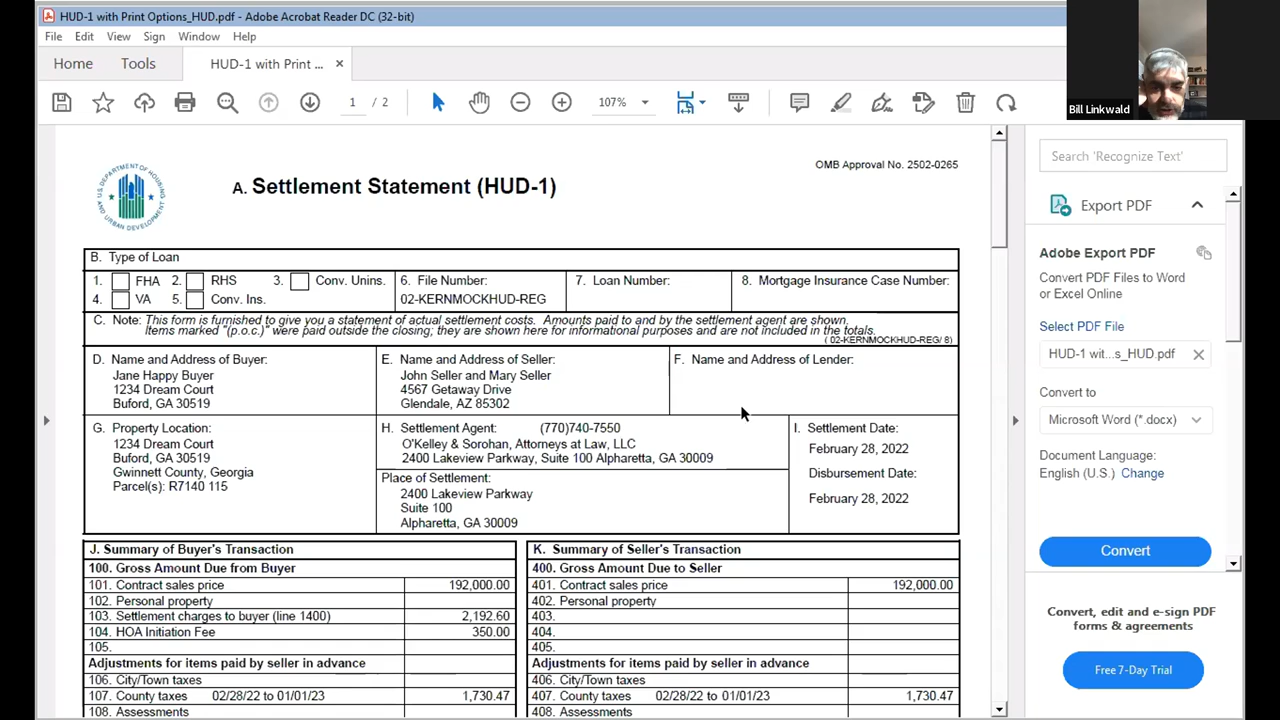 HUD-1 with Print Options_HUD.pdf - Adobe Acrobat Reader DC (32-bit)
File Edit View Sign Window Help
Home Tools HUD-1 with Print ... ×
1 / 2 107%
Bill Linkwald
OMB Approval No. 2502-0265
U.S. DEPARTMENT OF HOUSING AND URBAN DEVELOPMENT
A. Settlement Statement (HUD-1)
B. Type of Loan
1. FHA 2. RHS 3. Conv. Unins.
4. VA 5. Conv. Ins.
6. File Number:
02-KERNMOCKHUD-REG
7. Loan Number:
8. Mortgage Insurance Case Number:
C. Note: This form is furnished to give you a statement of actual settlement costs. Amounts paid to and by the settlement agent are shown.
Items marked "(p.o.c.)" were paid outside the closing; they are shown here for informational purposes and are not included in the totals.
( 02-KERNMOCKHUD-REG/ 8)
D. Name and Address of Buyer:
Jane Happy Buyer
1234 Dream Court
Buford, GA 30519
E. Name and Address of Seller:
John Seller and Mary Seller
4567 Getaway Drive
Glendale, AZ 85302
F. Name and Address of Lender:
G. Property Location:
1234 Dream Court
Buford, GA 30519
Gwinnett County, Georgia
Parcel(s): R7140 115
H. Settlement Agent: (770)740-7550
O'Kelley & Sorohan, Attorneys at Law, LLC
2400 Lakeview Parkway, Suite 100 Alpharetta, GA 30009
Place of Settlement:
2400 Lakeview Parkway
Suite 100
Alpharetta, GA 30009
I. Settlement Date:
February 28, 2022
Disbursement Date:
February 28, 2022
J. Summary of Buyer's Transaction
100. Gross Amount Due from Buyer
101. Contract sales price 192,000.00
102. Personal property
103. Settlement charges to buyer (line 1400) 2,192.60
104. HOA Initiation Fee 350.00
105.
Adjustments for items paid by seller in advance
106. City/Town taxes
107. County taxes 02/28/22 to 01/01/23 1,730.47
108. Assessments
K. Summary of Seller's Transaction
400. Gross Amount Due to Seller
401. Contract sales price 192,000.00
402. Personal property
403.
404.
405.
Adjustments for items paid by seller in advance
406. City/Town taxes
407. County taxes 02/28/22 to 01/01/23 1,730.47
408. Assessments
Search 'Recognize Text'
Export PDF
Adobe Export PDF
Convert PDF Files to Word
or Excel Online
Select PDF File
HUD-1 wit...s_HUD.pdf ×
Convert to
Microsoft Word (*.docx)
Document Language:
English (U.S.) Change
Convert
Convert, edit and e-sign PDF
forms & agreements
Free 7-Day Trial